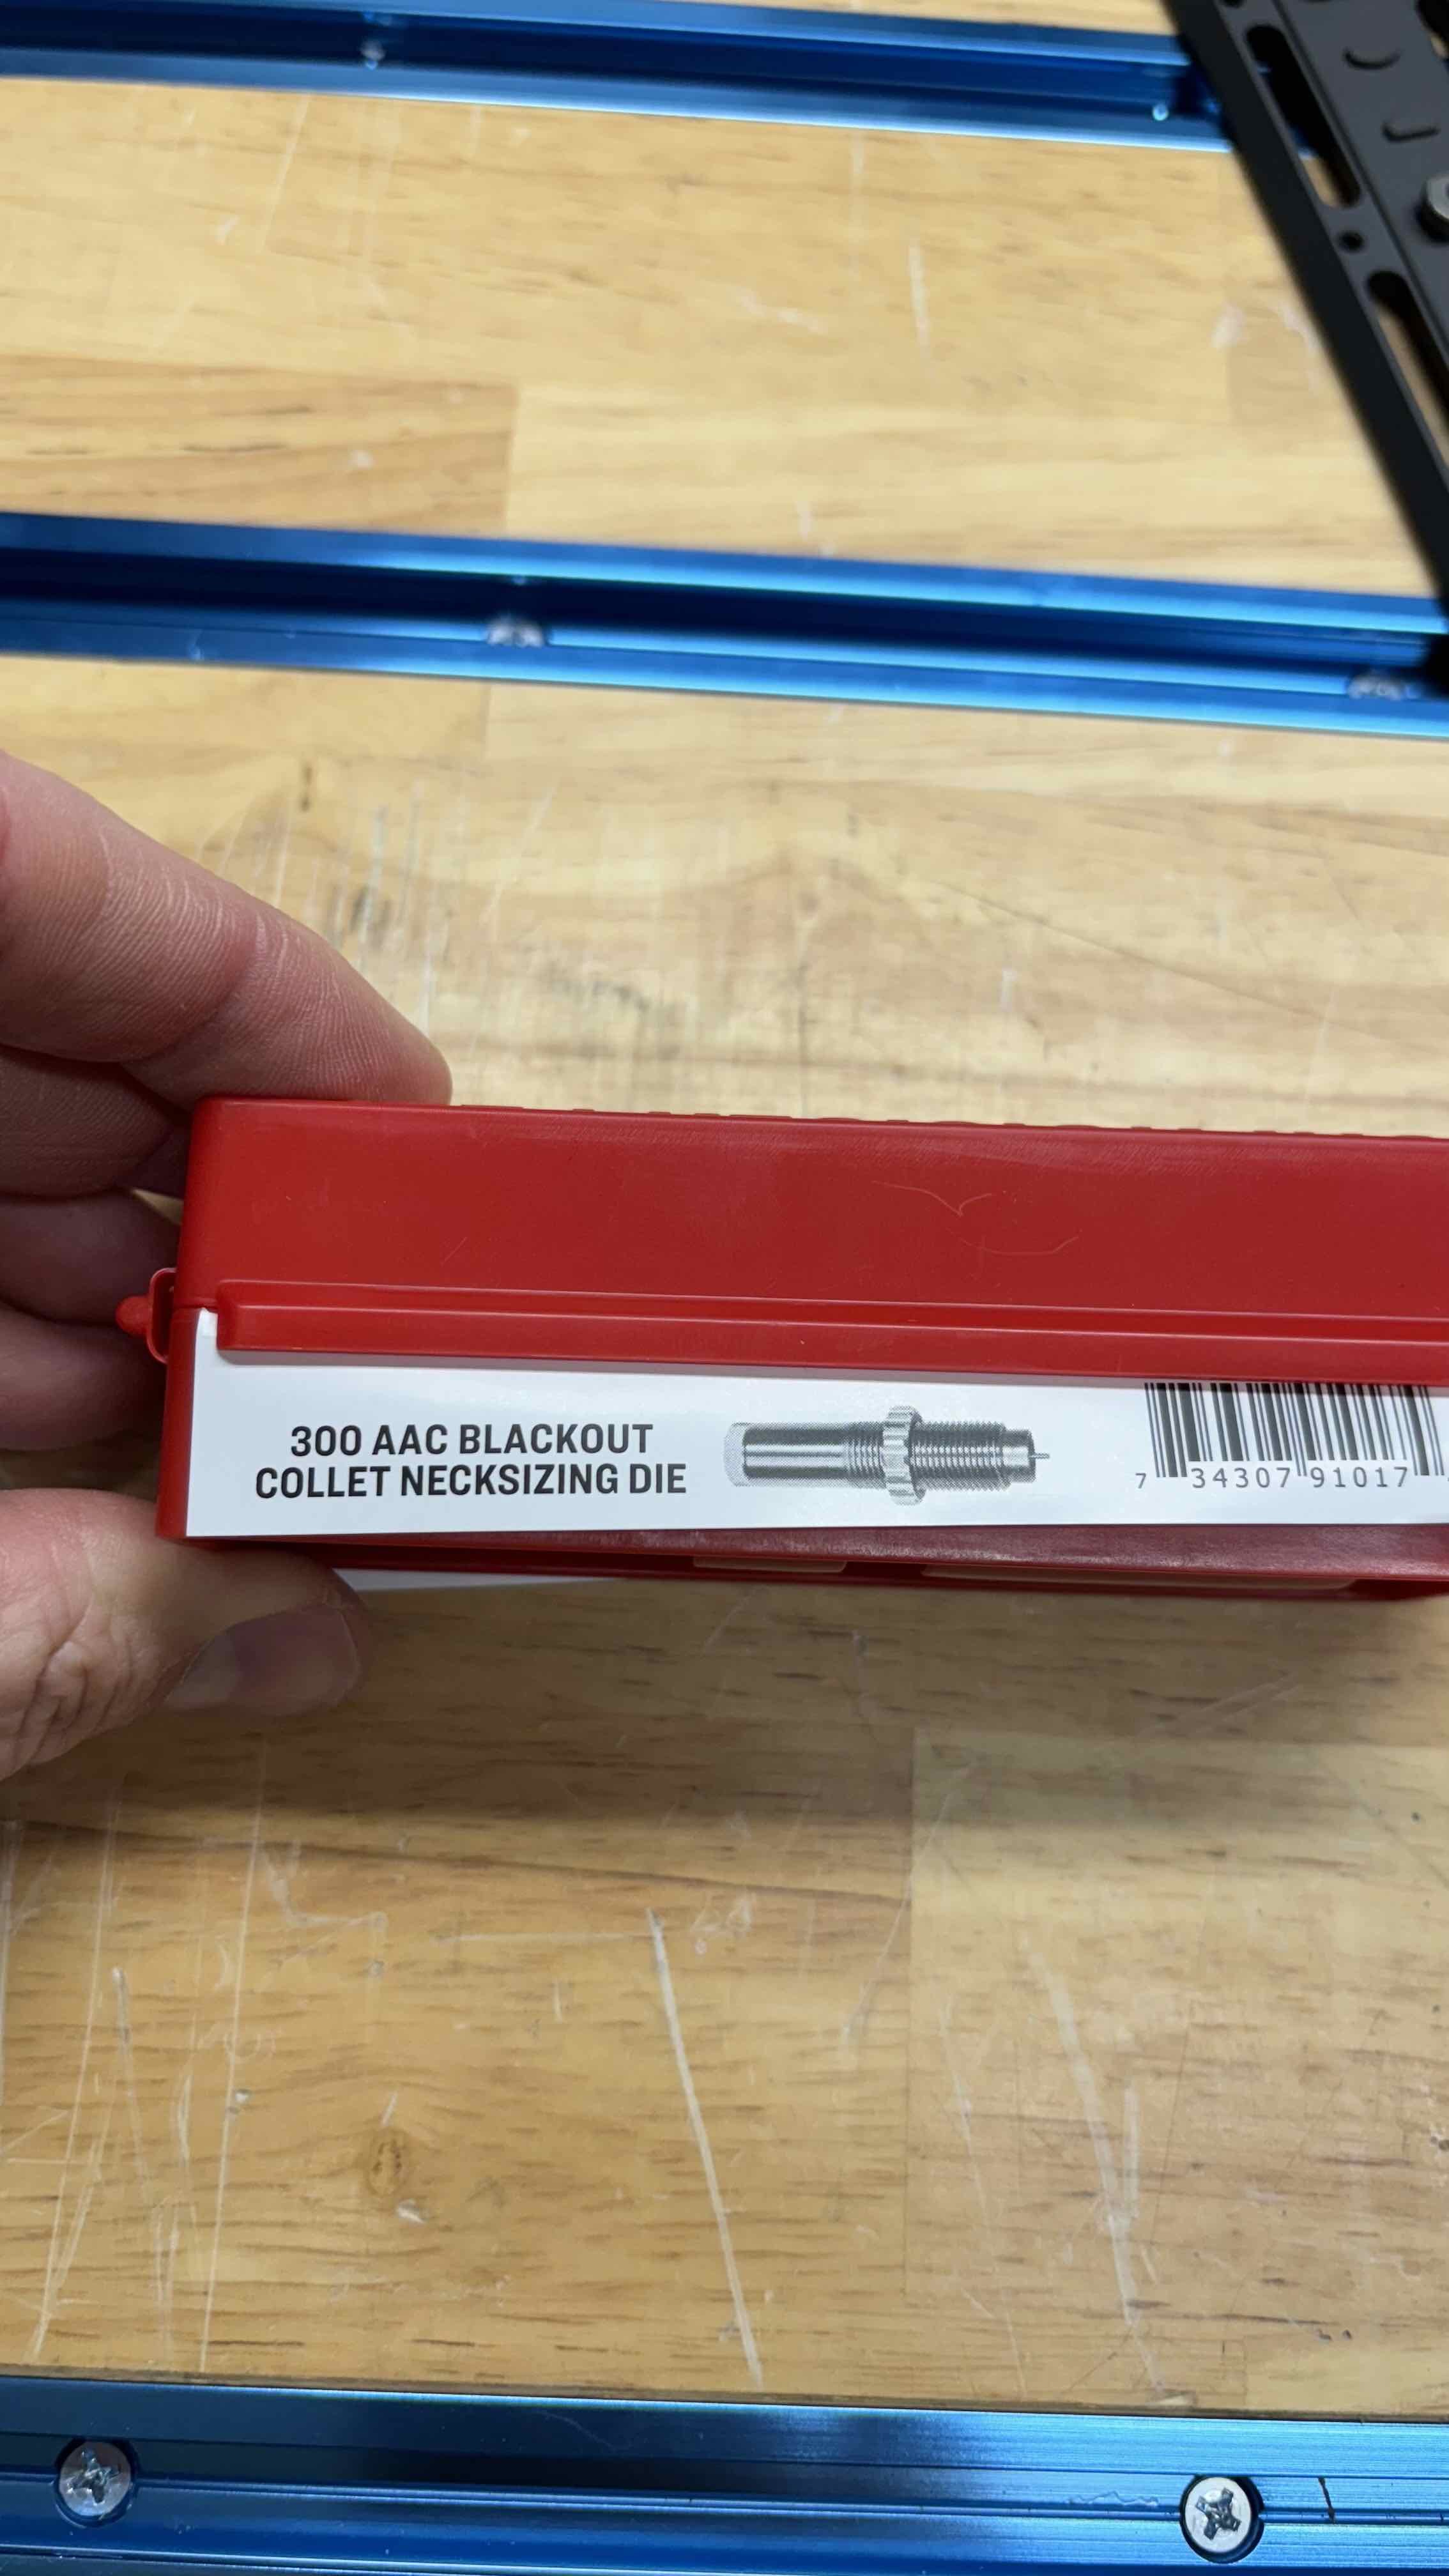 300 AAC BLACKOUT
COLLET NECKSIZING DIE
7 34307 91017